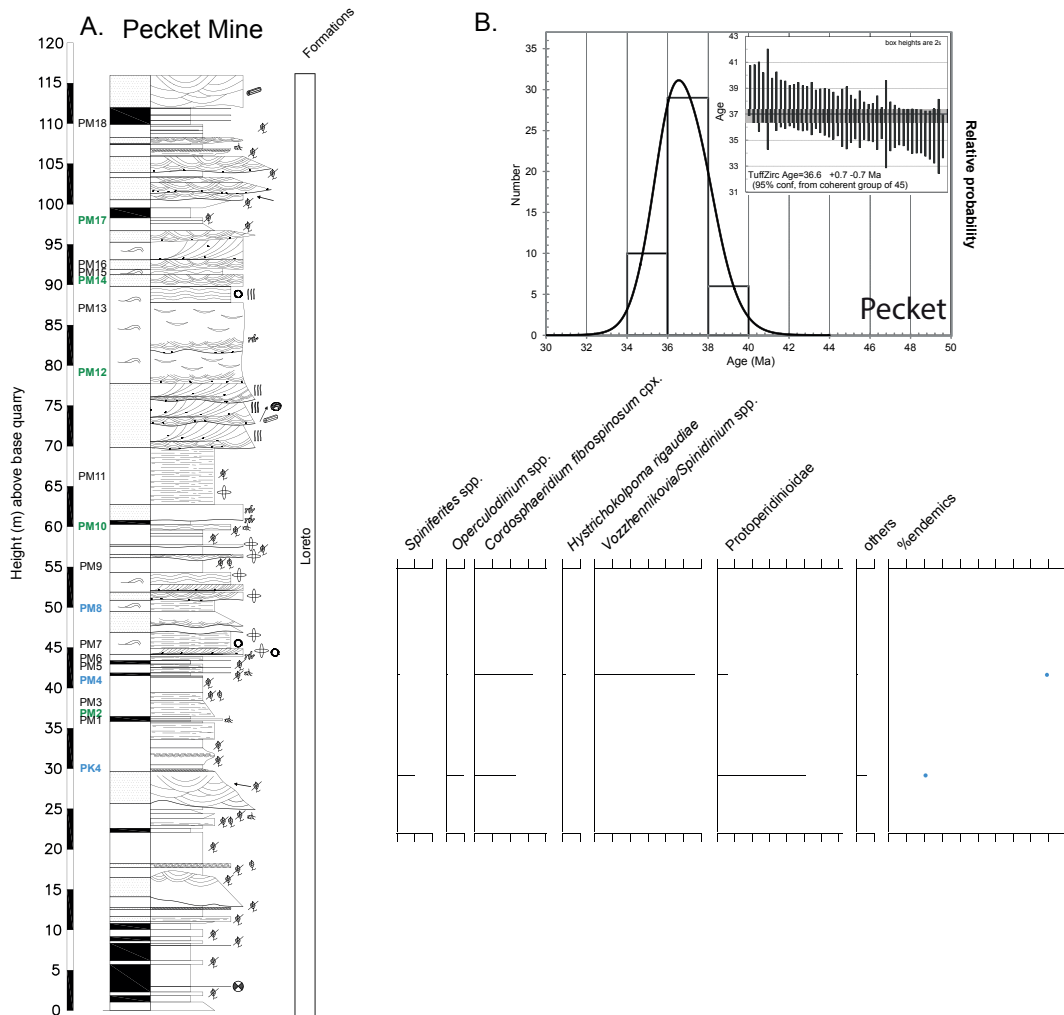 A. Pecket Mine
Formations
Height (m) above base quarry
120
115
110
105
100
95
90
85
80
75
70
65
60
55
50
45
40
35
30
25
20
15
10
5
0
PM18
PM17
PM16
PM15
PM14
PM13
PM12
PM11
PM10
PM9
PM8
PM7
PM6
PM5
PM4
PM3
PM2
PM1
PK4
Loreto
B.
Number
35
30
25
20
15
10
5
0
30 32 34 36 38 40 42 44 46 48 50
Age (Ma)
Pecket
Relative probability
box heights are 2s
Age
43
41
39
37
35
33
31
TuffZirc Age=36.6 +0.7 -0.7 Ma
(95% conf, from coherent group of 45)
Spiniferites spp.
Operculodinium spp.
Cordosphaeridium fibrospinosum cpx.
Hystrichokolpoma rigaudiae
Vozzhennikovia/Spinidinium spp.
Protoperidinioidae
others
%endemics